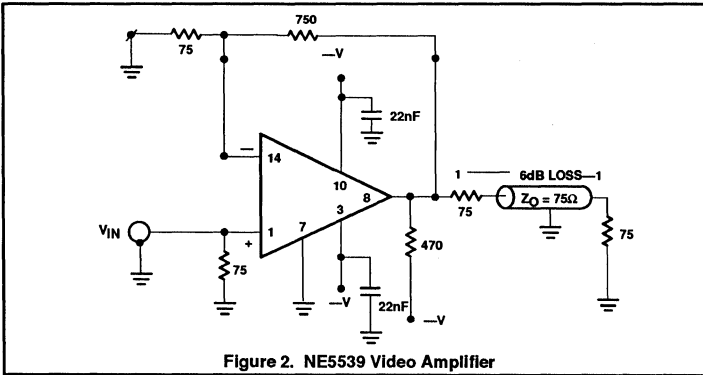 750
75
—V
22nF
—
14
10
1 —— 6dB LOSS—1
8
Z_O = 75Ω
75
V_IN
3
1
7
+
470
75
75
—V
22nF
—V
Figure 2. NE5539 Video Amplifier